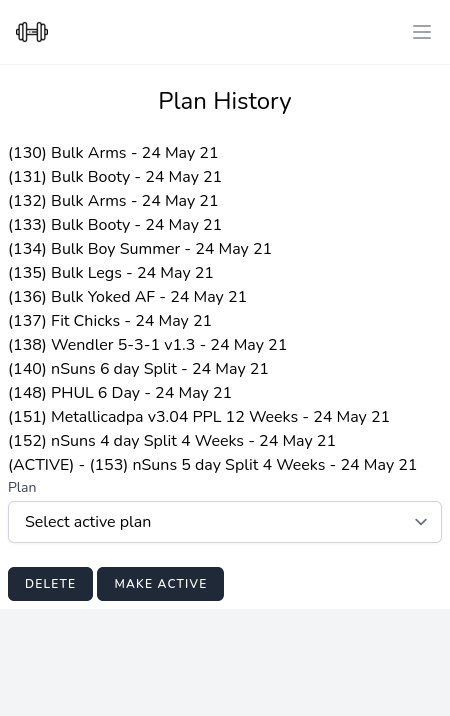 Plan History
(130) Bulk Arms - 24 May 21
(131) Bulk Booty - 24 May 21
(132) Bulk Arms - 24 May 21
(133) Bulk Booty - 24 May 21
(134) Bulk Boy Summer - 24 May 21
(135) Bulk Legs - 24 May 21
(136) Bulk Yoked AF - 24 May 21
(137) Fit Chicks - 24 May 21
(138) Wendler 5-3-1 v1.3 - 24 May 21
(140) nSuns 6 day Split - 24 May 21
(148) PHUL 6 Day - 24 May 21
(151) Metallicadpa v3.04 PPL 12 Weeks - 24 May 21
(152) nSuns 4 day Split 4 Weeks - 24 May 21
(ACTIVE) - (153) nSuns 5 day Split 4 Weeks - 24 May 21
Plan
Select active plan
DELETE MAKE ACTIVE